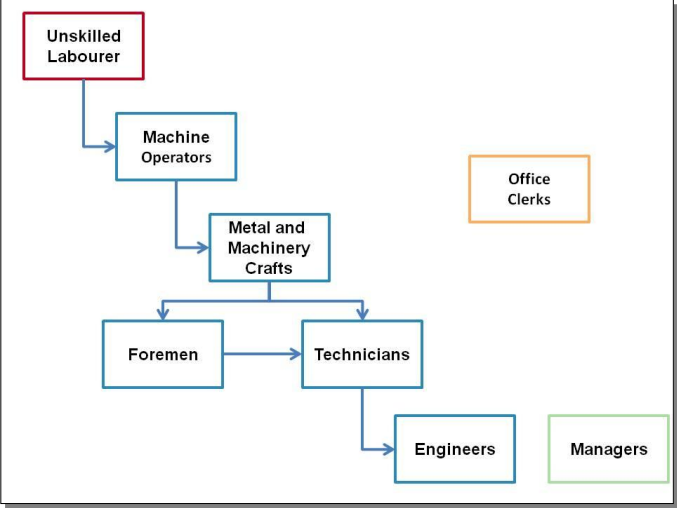 Unskilled
Labourer
Machine
Operators
Office
Clerks
Metal and
Machinery
Crafts
Foremen
Technicians
Engineers
Managers